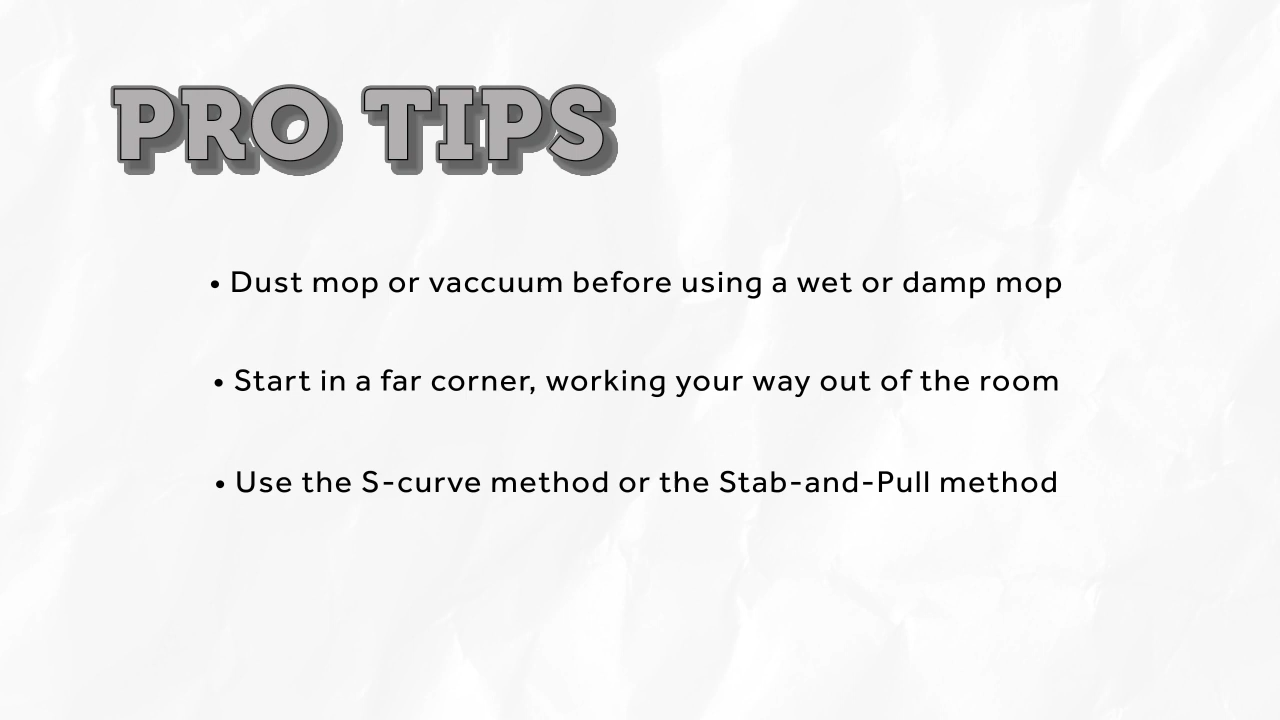 PRO TIPS
• Dust mop or vaccuum before using a wet or damp mop
• Start in a far corner, working your way out of the room
• Use the S-curve method or the Stab-and-Pull method